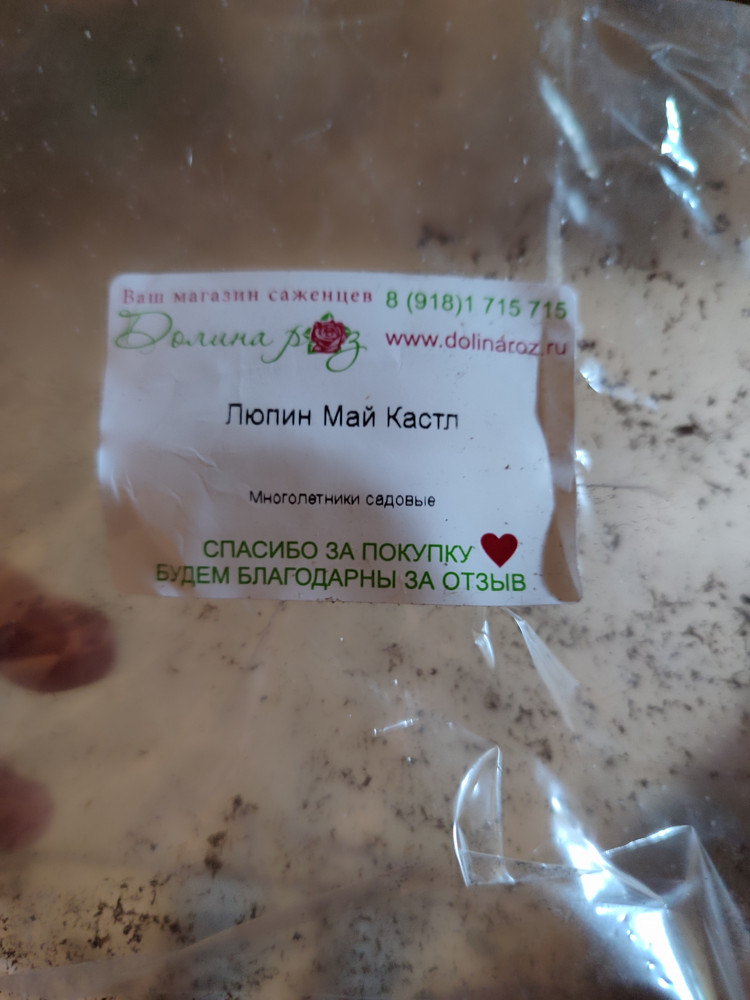 Ваш магазин саженцев 8 (918)1 715 715
Долина роз www.dolinaroz.ru
Люпин Май Кастл
Многолетники садовые
СПАСИБО ЗА ПОКУПКУ
БУДЕМ БЛАГОДАРНЫ ЗА ОТЗЫВ